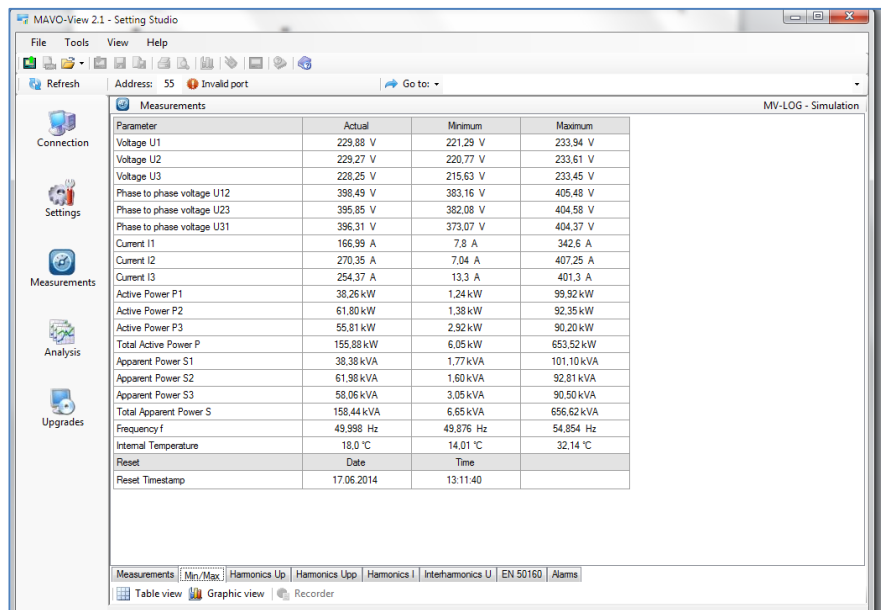 MAVO-View 2.1 - Setting Studio
File Tools View Help
Refresh Address: 55 Invalid port Go to:
Measurements MV-LOG - Simulation
Connection
Settings
Measurements
Analysis
Upgrades
Parameter Actual Minimum Maximum
Voltage U1 229,88 V 221,29 V 233,94 V
Voltage U2 229,27 V 220,77 V 233,61 V
Voltage U3 228,25 V 215,63 V 233,45 V
Phase to phase voltage U12 398,49 V 383,16 V 405,48 V
Phase to phase voltage U23 395,85 V 382,08 V 404,58 V
Phase to phase voltage U31 396,31 V 373,07 V 404,37 V
Current I1 166,99 A 7,8 A 342,6 A
Current I2 270,35 A 7,04 A 407,25 A
Current I3 254,37 A 13,3 A 401,3 A
Active Power P1 38,26 kW 1,24 kW 99,92 kW
Active Power P2 61,80 kW 1,38 kW 92,35 kW
Active Power P3 55,81 kW 2,92 kW 90,20 kW
Total Active Power P 155,88 kW 6,05 kW 653,52 kW
Apparent Power S1 38,38 kVA 1,77 kVA 101,10 kVA
Apparent Power S2 61,98 kVA 1,60 kVA 92,81 kVA
Apparent Power S3 58,06 kVA 3,05 kVA 90,50 kVA
Total Apparent Power S 158,44 kVA 6,65 kVA 656,62 kVA
Frequency f 49,998 Hz 49,876 Hz 54,854 Hz
Internal Temperature 18,0 °C 14,01 °C 32,14 °C
Reset Date Time
Reset Timestamp 17.06.2014 13:11:40
Measurements Min/Max Harmonics Up Harmonics Upp Harmonics I Interharmonics U EN 50160 Alarms
Table view Graphic view Recorder